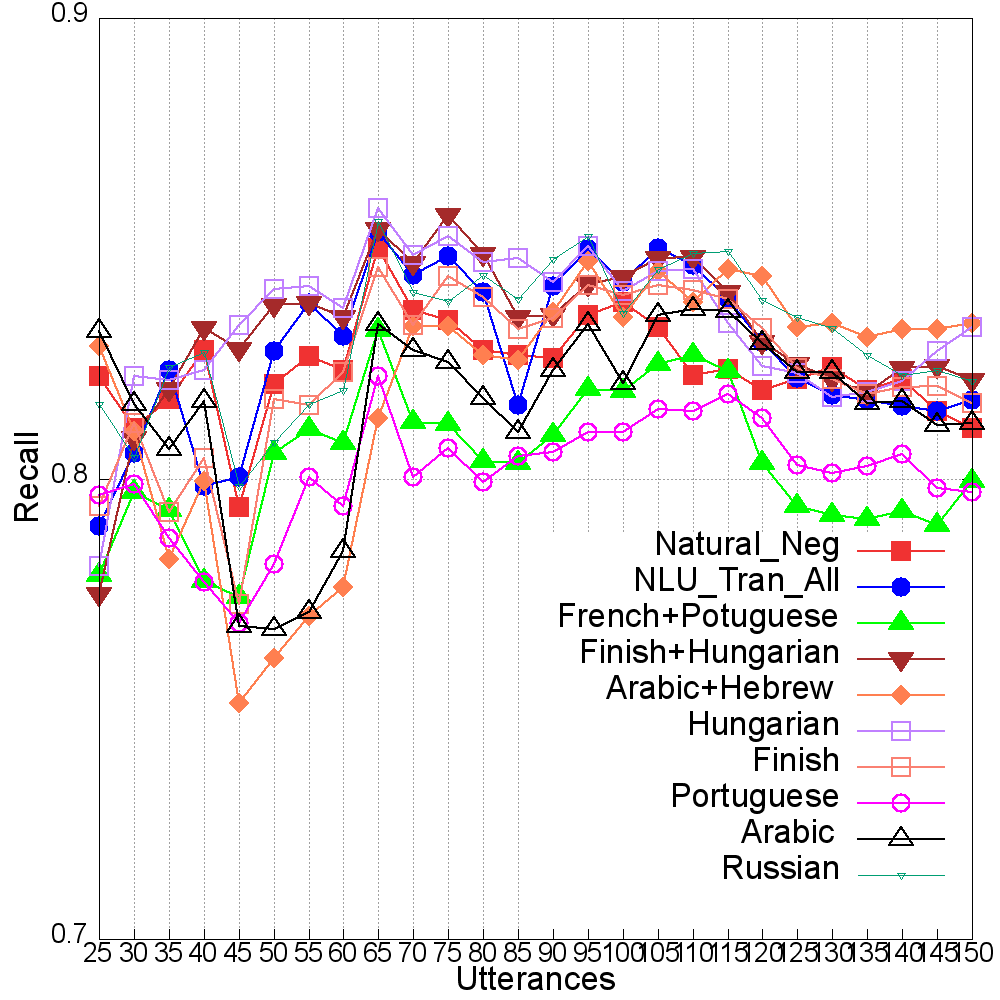 0.9
Recall
0.8
Natural_Neg
NLU_Tran_All
French+Potuguese
Finish+Hungarian
Arabic+Hebrew
Hungarian
Finish
Portuguese
Arabic
Russian
0.7
25 30 35 40 45 50 55 60 65 70 75 80 85 90 95 100 105 110 115 120 125 130 135 140 145 150
Utterances